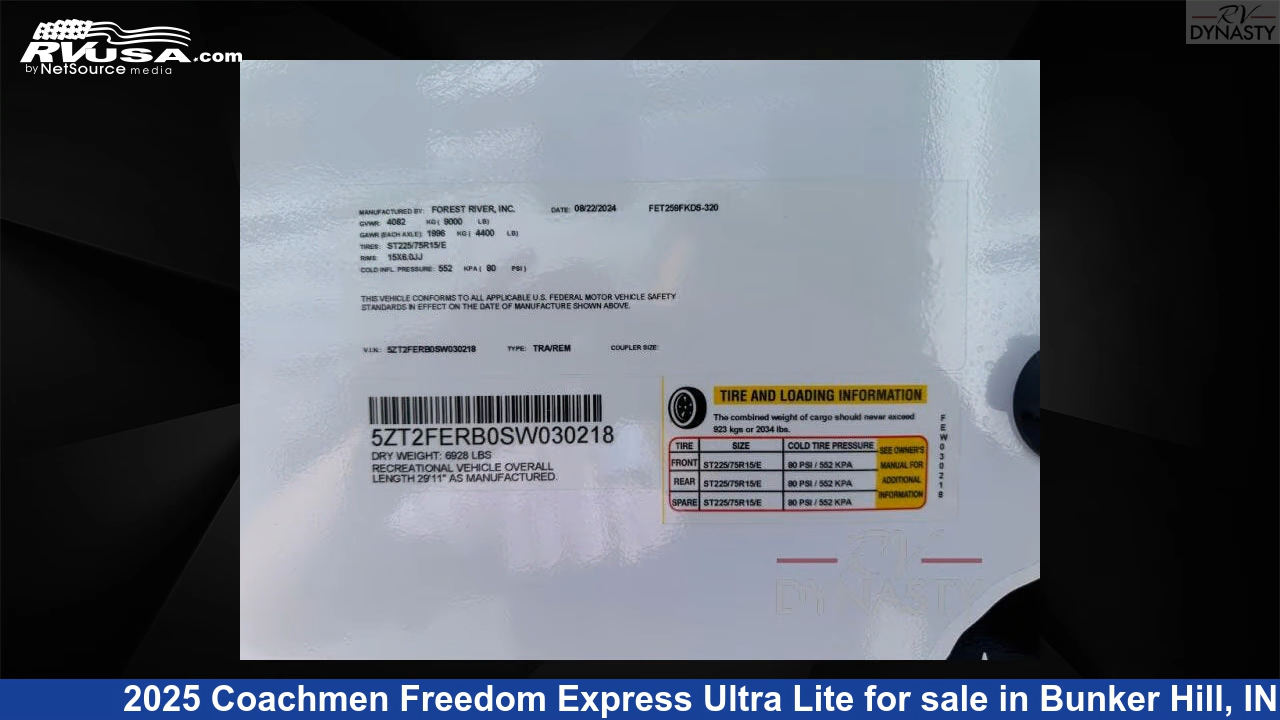 RVUSA.com
by NetSource media
RV
DYNASTY
MANUFACTURED BY: FOREST RIVER, INC. DATE: 08/22/2024 FET259FKDS-320
GVWR: 4082 KG ( 9000 LB)
GAWR (EACH AXLE): 1996 KG ( 4400 LB)
TIRES: ST225/75R15/E
RIMS: 15X6.0JJ
COLD INFL. PRESSURE: 552 KPA ( 80 PSI )
THIS VEHICLE CONFORMS TO ALL APPLICABLE U.S. FEDERAL MOTOR VEHICLE SAFETY
STANDARDS IN EFFECT ON THE DATE OF MANUFACTURE SHOWN ABOVE.
V.I.N.: 5ZT2FERB0SW030218 TYPE: TRA/REM COUPLER SIZE:
5ZT2FERB0SW030218
DRY WEIGHT: 6928 LBS
RECREATIONAL VEHICLE OVERALL
LENGTH 29'11" AS MANUFACTURED.
TIRE AND LOADING INFORMATION
The combined weight of cargo should never exceed
923 kgs or 2034 lbs.
TIRE SIZE COLD TIRE PRESSURE
FRONT ST225/75R15/E 80 PSI / 552 KPA
REAR ST225/75R15/E 80 PSI / 552 KPA
SPARE ST225/75R15/E 80 PSI / 552 KPA
SEE OWNER'S
MANUAL FOR
ADDITIONAL
INFORMATION
FEW030218
RV
DYNASTY
2025 Coachmen Freedom Express Ultra Lite for sale in Bunker Hill, IN